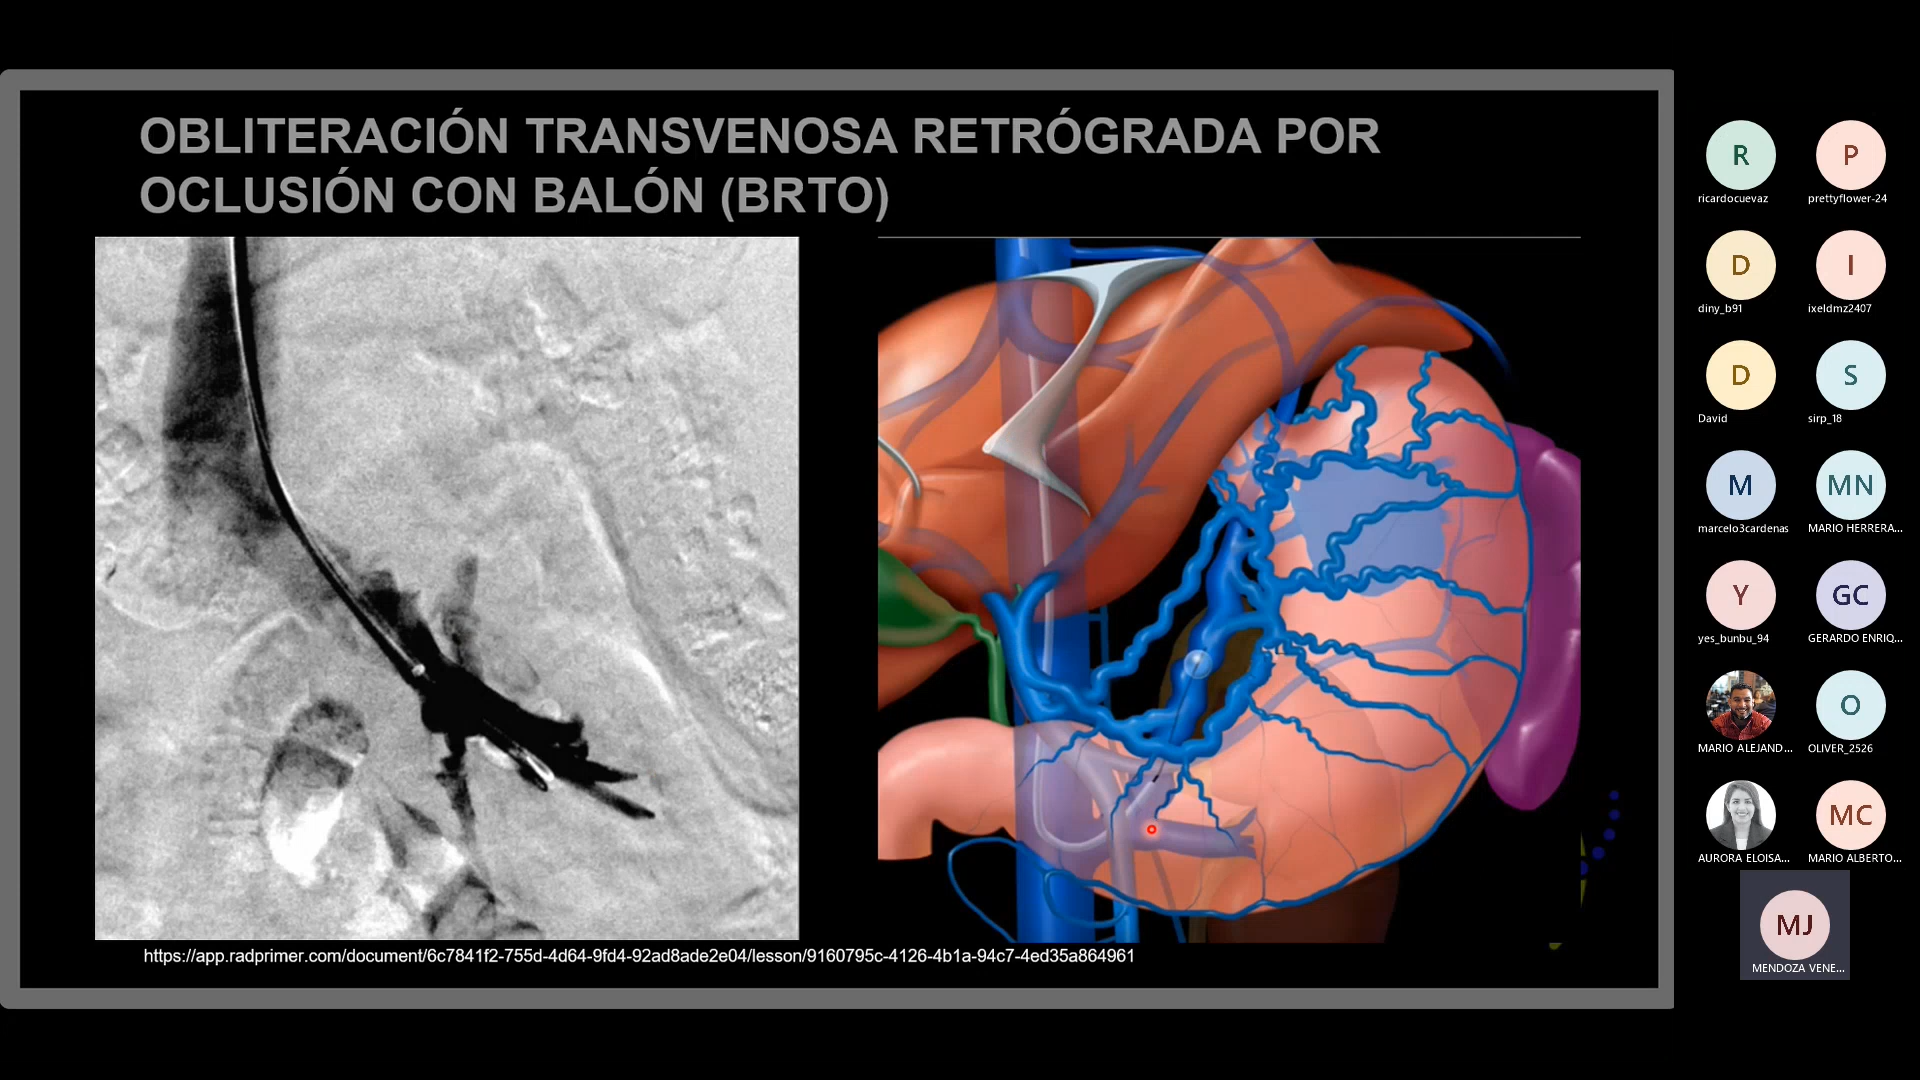 OBLITERACIÓN TRANSVENOSA RETRÓGRADA POR
OCLUSIÓN CON BALÓN (BRTO)
https://app.radprimer.com/document/6c7841f2-755d-4d64-9fd4-92ad8ade2e04/lesson/9160795c-4126-4b1a-94c7-4ed35a864961
R
ricardocuevaz
P
prettyflower-24
D
diny_b91
I
ixeldmz2407
D
David
S
sirp_18
M
marcelo3cardenas
MN
MARIO HERRERA...
Y
yes_bunbu_94
GC
GERARDO ENRIQ...
MARIO ALEJAND...
O
OLIVER_2526
AURORA ELOISA...
MC
MARIO ALBERTO...
MJ
MENDOZA VENE...